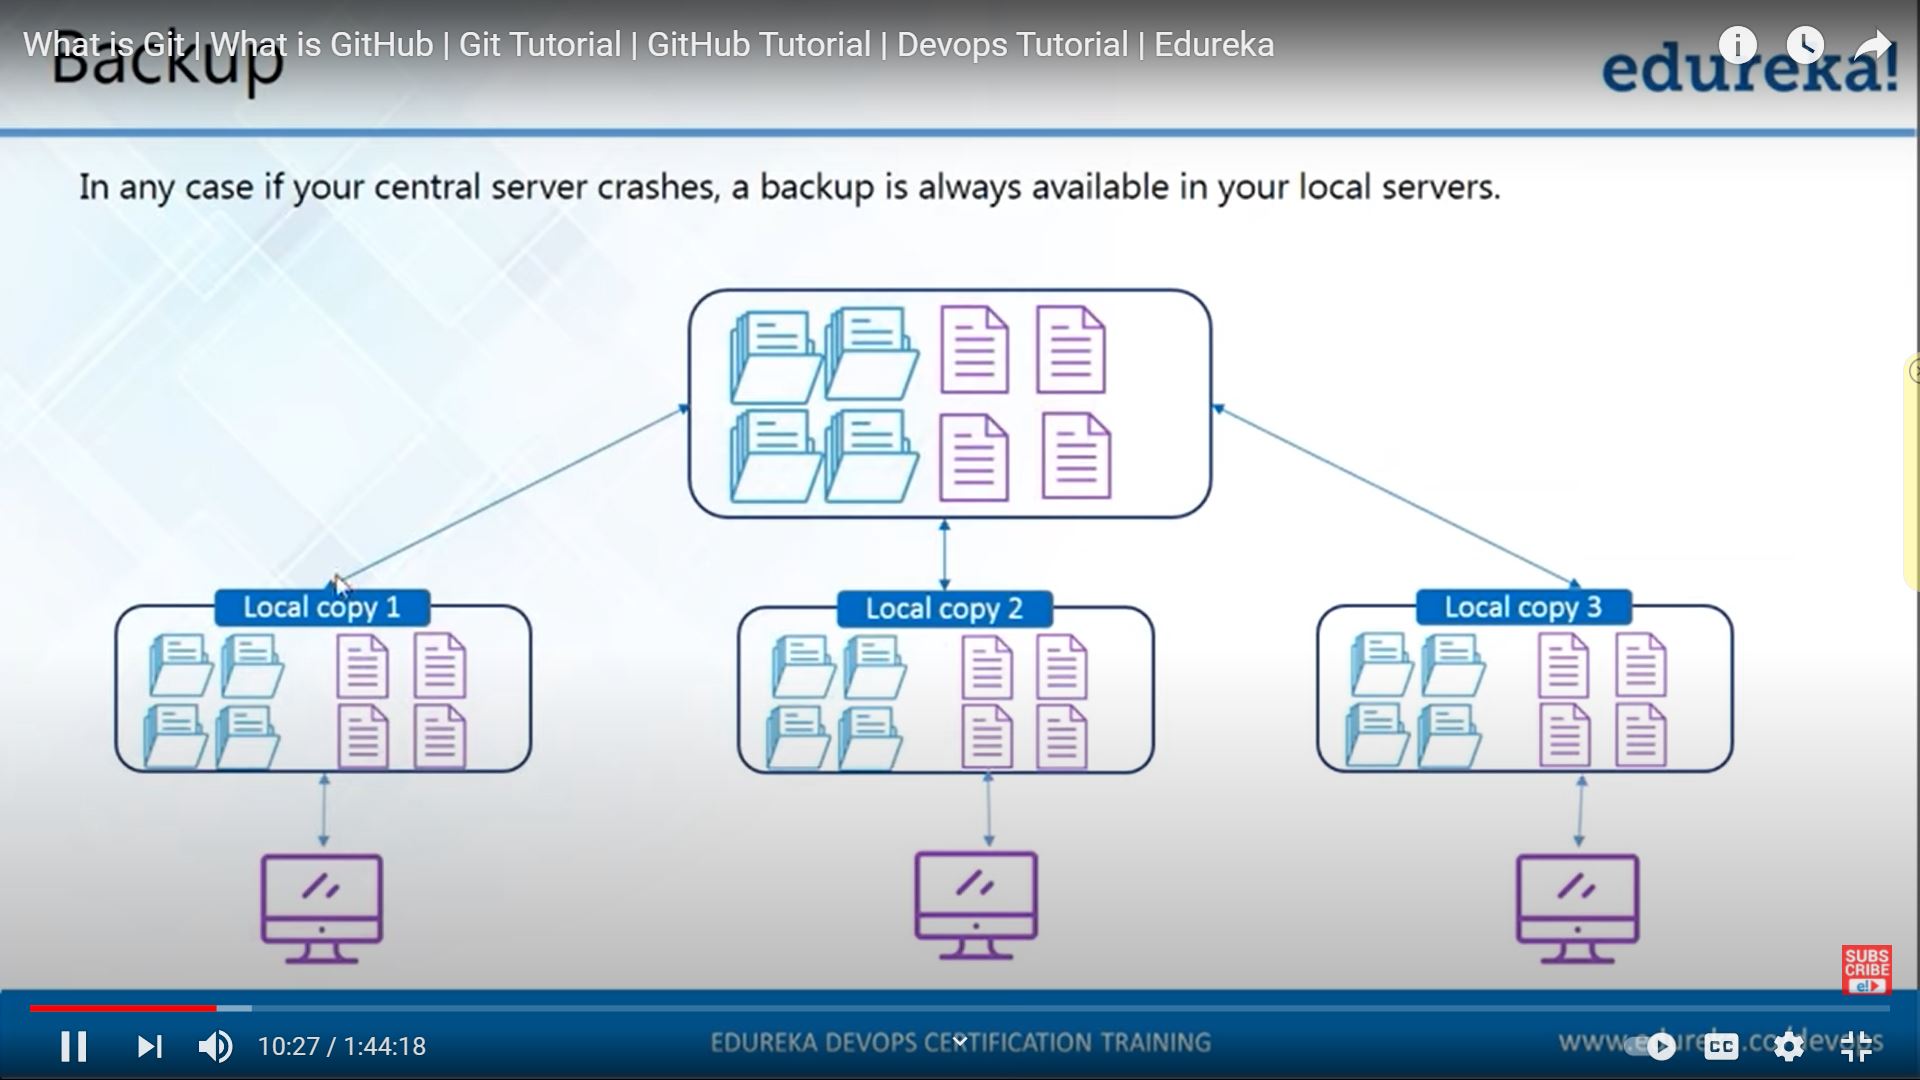 What is Git | What is GitHub | Git Tutorial | GitHub Tutorial | Devops Tutorial | Edureka
Backup
edureka!
In any case if your central server crashes, a backup is always available in your local servers.
Local copy 1
Local copy 2
Local copy 3
SUBS
CRIBE
e!
10:27 / 1:44:18
EDUREKA DEVOPS CERTIFICATION TRAINING
www.edureka.co/devops
CC